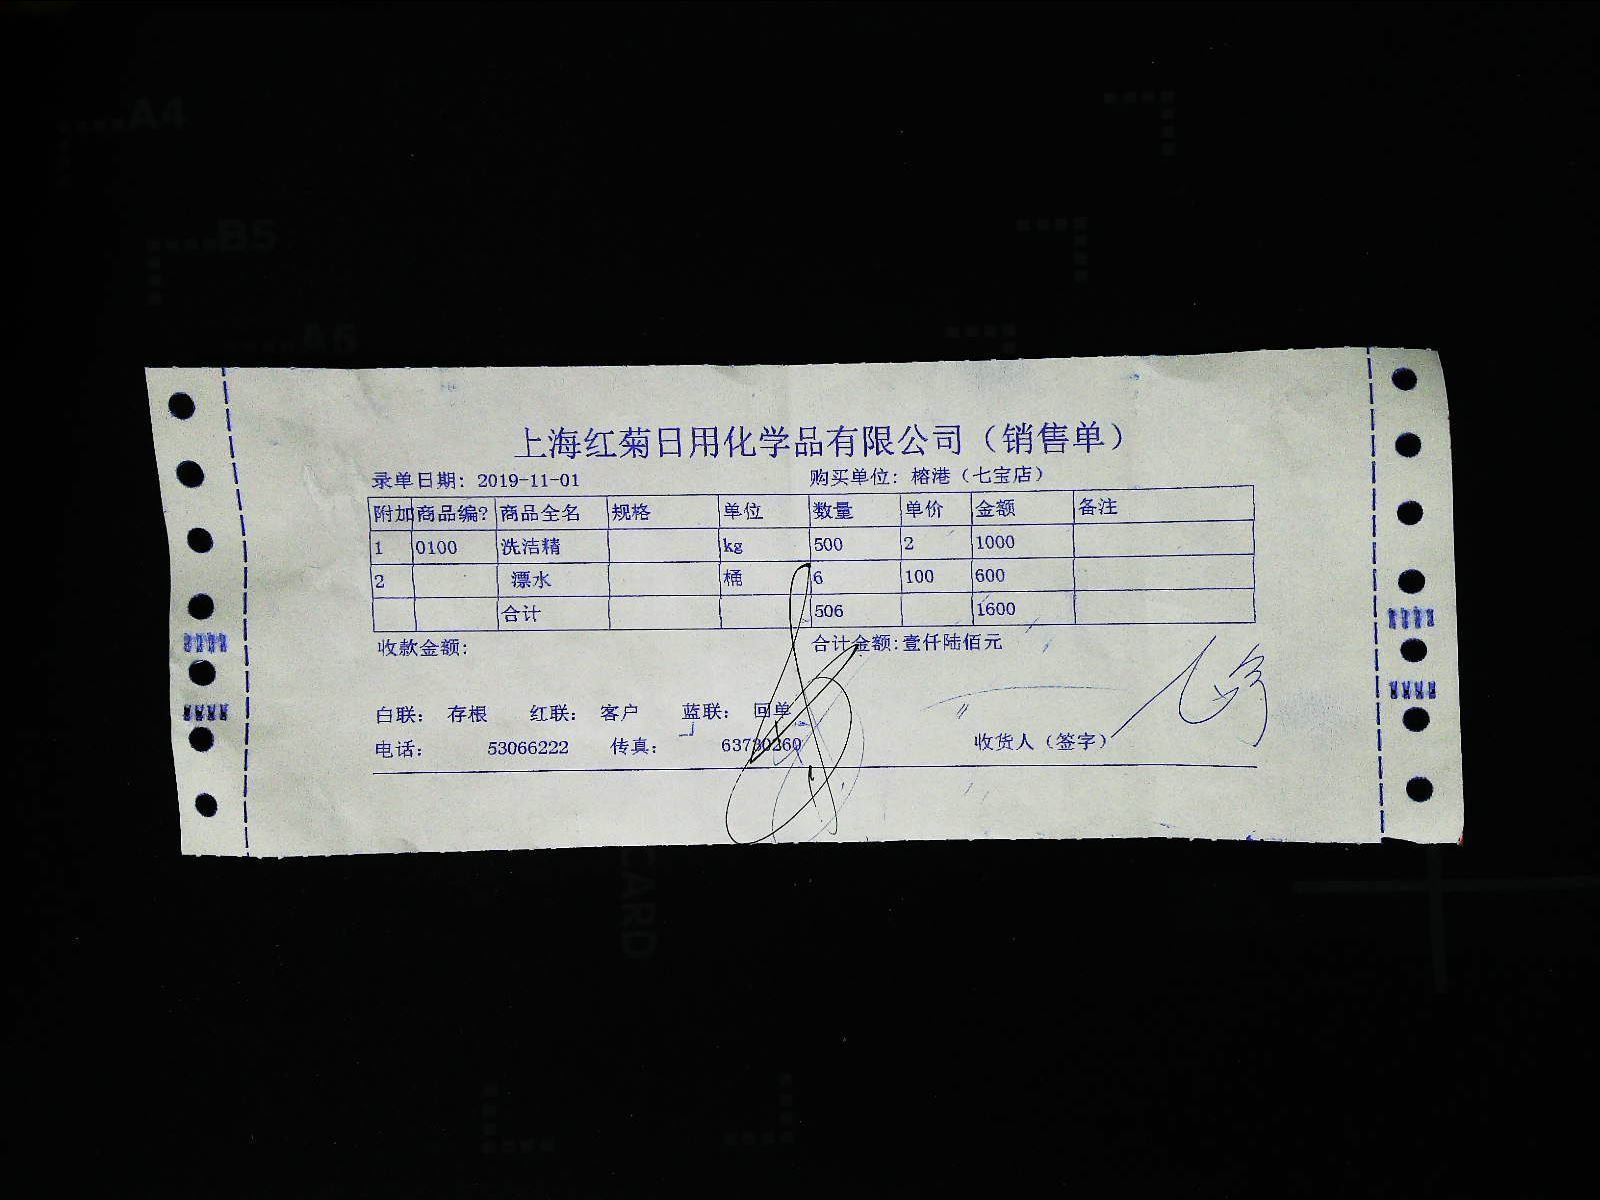 A4
B5
A5
上海红菊日用化学品有限公司（销售单）
录单日期: 2019-11-01 购买单位: 榕港（七宝店）
附加 商品编? 商品全名 规格 单位 数量 单价 金额 备注
1 0100 洗洁精 kg 500 2 1000
2 漂水 桶 6 100 600
合计 506 1600
收款金额: 合计金额:壹仟陆佰元
白联: 存根 红联: 客户 蓝联: 回单
电话: 53066222 传真: 63730260 收货人（签字）
CARD